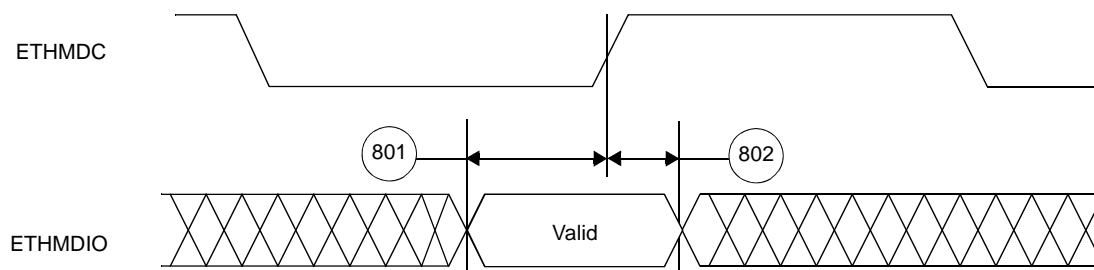 ETHMDC
801
802
ETHMDIO
Valid